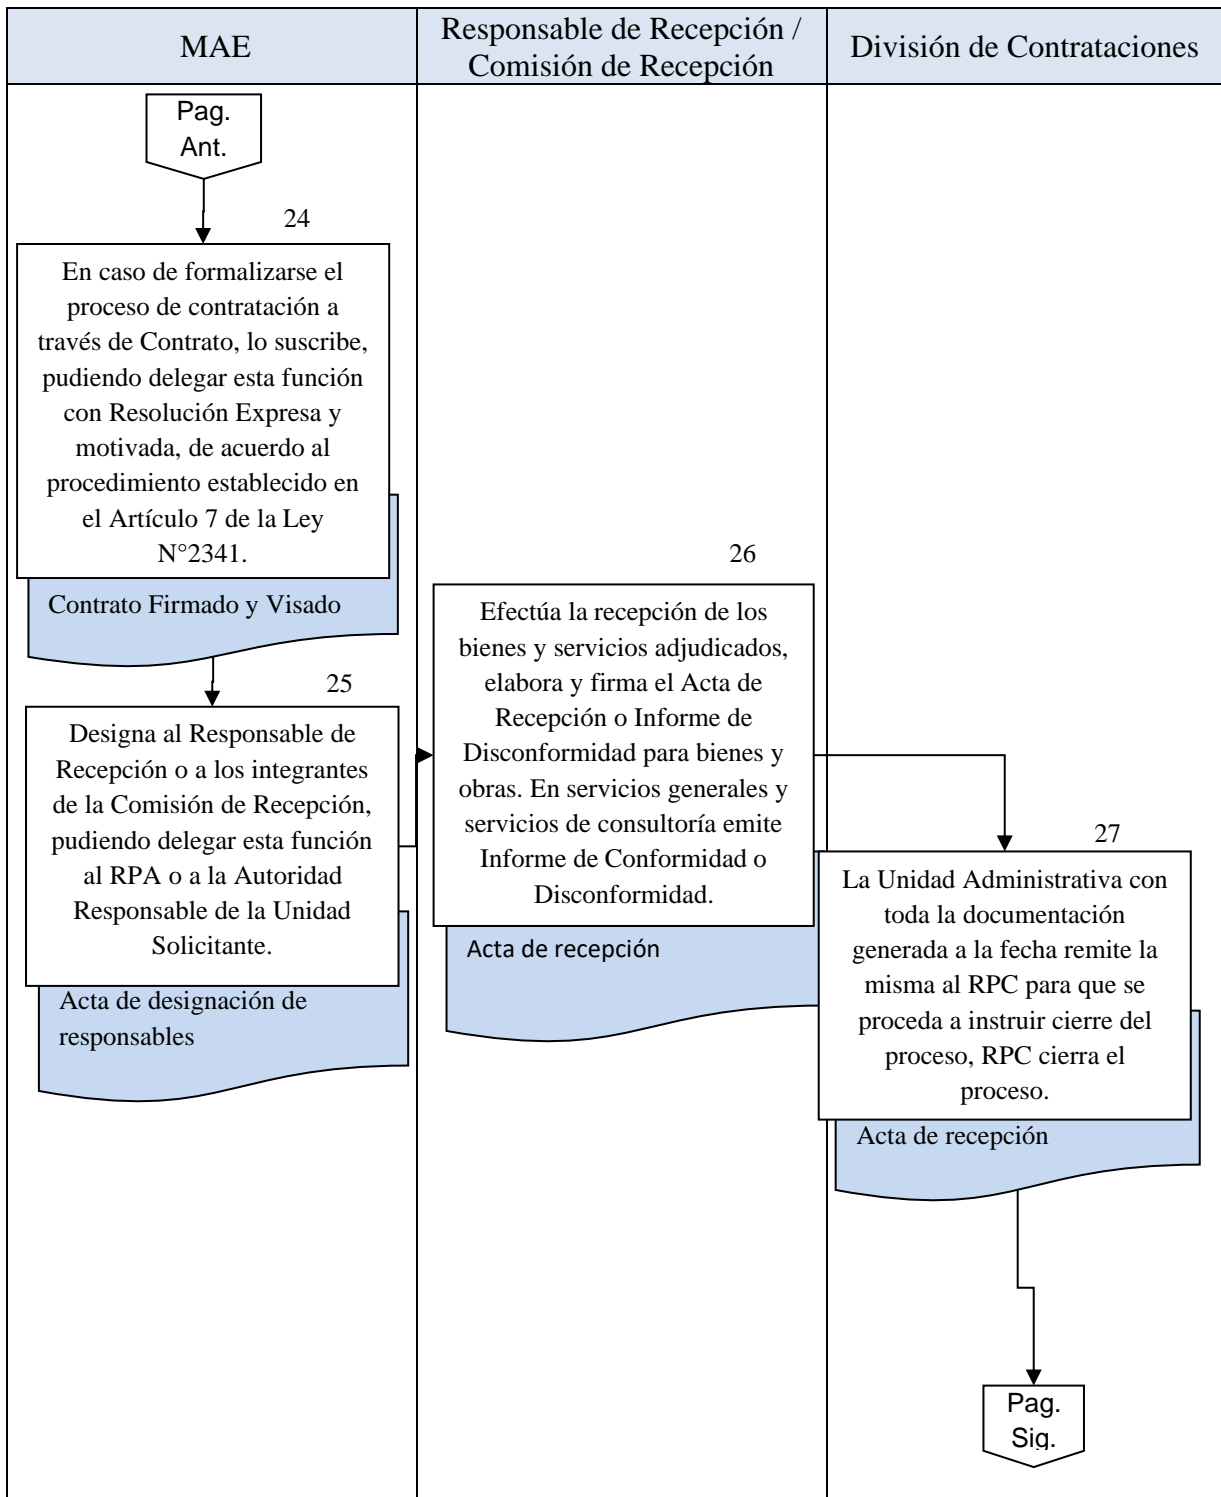 MAE
Responsable de Recepción /
Comisión de Recepción
División de Contrataciones
Pag.
Ant.
24
En caso de formalizarse el
proceso de contratación a
través de Contrato, lo suscribe,
pudiendo delegar esta función
con Resolución Expresa y
motivada, de acuerdo al
procedimiento establecido en
el Artículo 7 de la Ley
N°2341.
Contrato Firmado y Visado
25
Designa al Responsable de
Recepción o a los integrantes
de la Comisión de Recepción,
pudiendo delegar esta función
al RPA o a la Autoridad
Responsable de la Unidad
Solicitante.
Acta de designación de
responsables
26
Efectúa la recepción de los
bienes y servicios adjudicados,
elabora y firma el Acta de
Recepción o Informe de
Disconformidad para bienes y
obras. En servicios generales y
servicios de consultoría emite
Informe de Conformidad o
Disconformidad.
Acta de recepción
27
La Unidad Administrativa con
toda la documentación
generada a la fecha remite la
misma al RPC para que se
proceda a instruir cierre del
proceso, RPC cierra el
proceso.
Acta de recepción
Pag.
Sig.